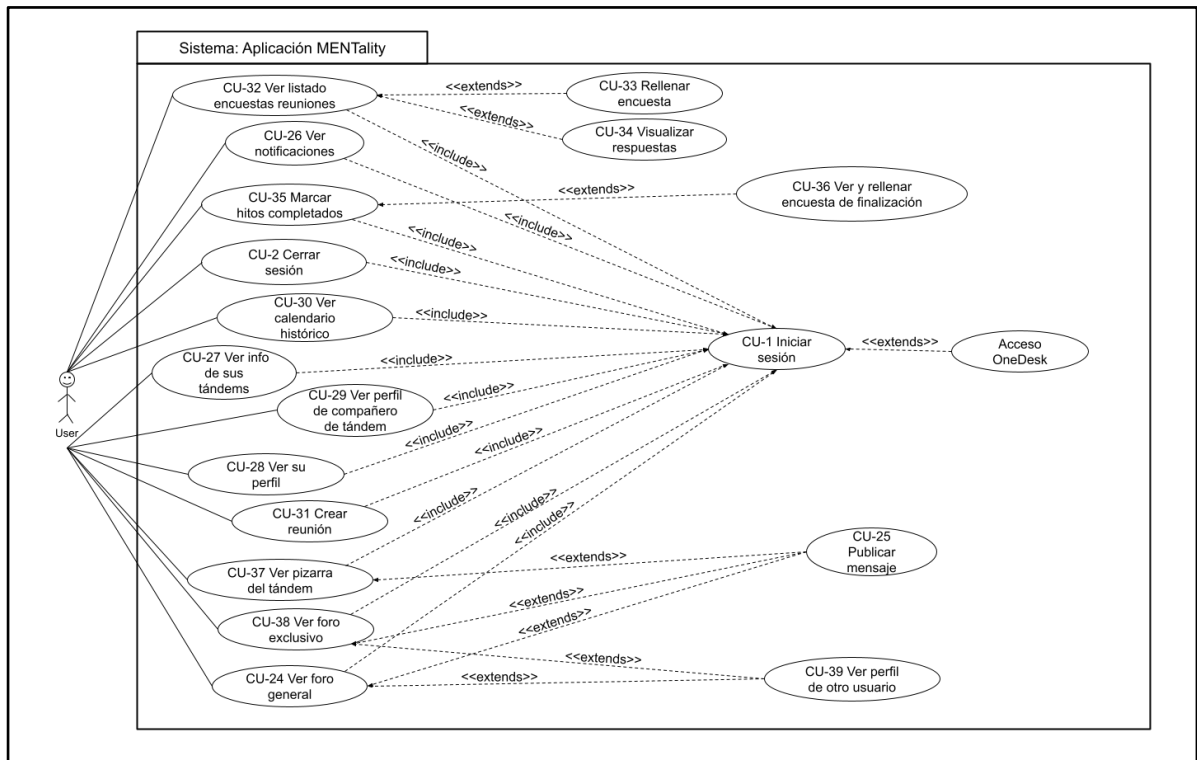 Sistema: Aplicación MENTality
CU-32 Ver listado
encuestas reuniones
<<extends>>
CU-33 Rellenar
encuesta
<<extends>>
CU-34 Visualizar
respuestas
<<include>>
CU-26 Ver
notificaciones
<<include>>
CU-35 Marcar
hitos completados
<<extends>>
CU-36 Ver y rellenar
encuesta de finalización
<<include>>
CU-2 Cerrar
sesión
<<include>>
CU-30 Ver
calendario
histórico
<<include>>
CU-1 Iniciar
sesión
<<extends>>
Acceso
OneDesk
CU-27 Ver info
de sus
tándems
<<include>>
User
CU-29 Ver perfil
de compañero
de tándem
<<include>>
CU-28 Ver su
perfil
<<include>>
CU-31 Crear
reunión
<<include>>
CU-37 Ver pizarra
del tándem
<<include>>
<<extends>>
CU-25
Publicar
mensaje
CU-38 Ver foro
exclusivo
<<include>>
<<extends>>
CU-24 Ver foro
general
<<include>>
<<extends>>
<<extends>>
<<extends>>
CU-39 Ver perfil
de otro usuario